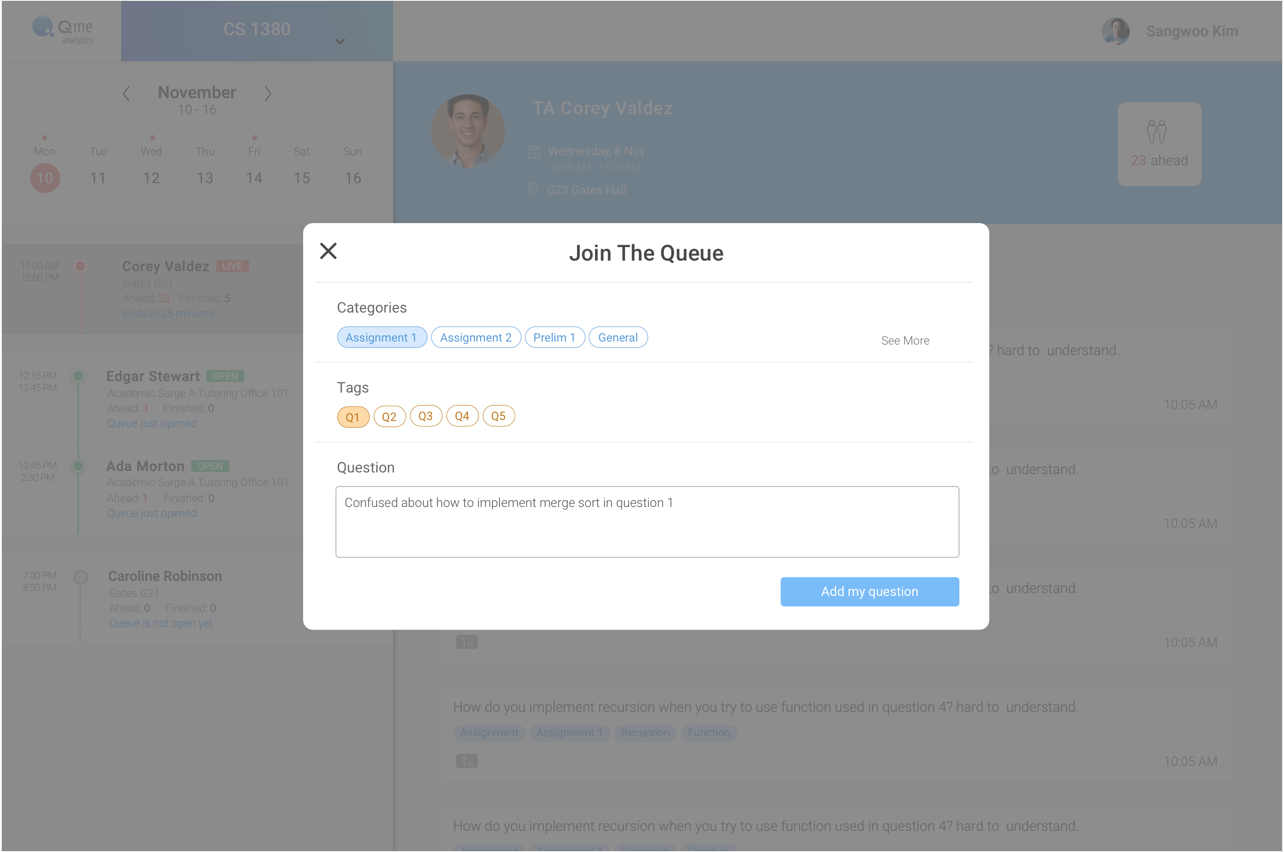 Qme
analytics
CS 1380
Sangwoo Kim
November
10 - 16
Mon Tue Wed Thu Fri Sat Sun
10 11 12 13 14 15 16
TA Corey Valdez
Wednesday, 8 Nov
10:00 AM - 11:00 AM
G23 Gates Hall
23 ahead
11:00 AM
12:00 PM
Corey Valdez LIVE
Gates G21
Ahead: 23 Finished: 5
Ends in 25 minutes
12:15 PM
12:45 PM
Edgar Stewart OPEN
Academic Surge A Tutoring Office 101
Ahead: 3 Finished: 0
Queue just opened
12:45 PM
2:30 PM
Ada Morton OPEN
Academic Surge A Tutoring Office 101
Ahead: 1 Finished: 0
Queue just opened
7:00 PM
8:30 PM
Caroline Robinson
Gates G21
Ahead: 0 Finished: 0
Queue is not open yet
Join The Queue
Categories
Assignment 1 Assignment 2 Prelim 1 General
See More
Tags
Q1 Q2 Q3 Q4 Q5
Question
Confused about how to implement merge sort in question 1
Add my question
? hard to understand.
10:05 AM
to understand.
10:05 AM
to understand.
1st
10:05 AM
How do you implement recursion when you try to use function used in question 4? hard to understand.
Assignment Assignment 1 Recursion Function
1st
10:05 AM
How do you implement recursion when you try to use function used in question 4? hard to understand.
Assignment Assignment 1 Recursion Function